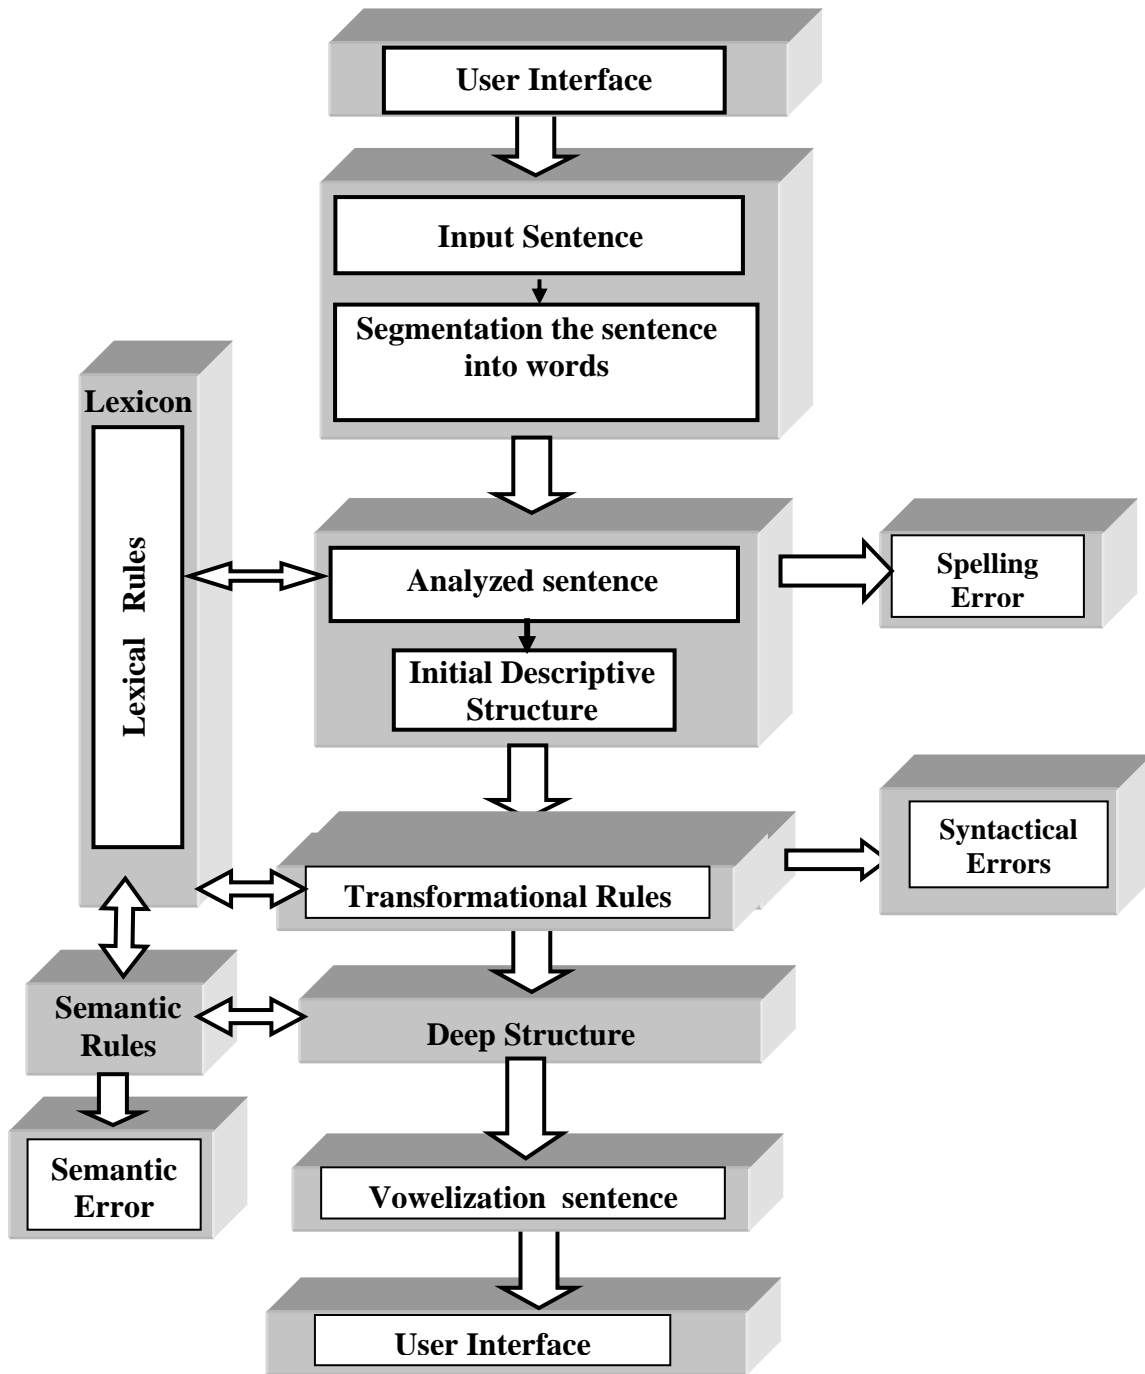 User Interface
Input Sentence
Segmentation the sentence
into words
Lexicon
Lexical Rules
Analyzed sentence
Initial Descriptive
Structure
Spelling
Error
Transformational Rules
Syntactical
Errors
Semantic
Rules
Deep Structure
Semantic
Error
Vowelization sentence
User Interface